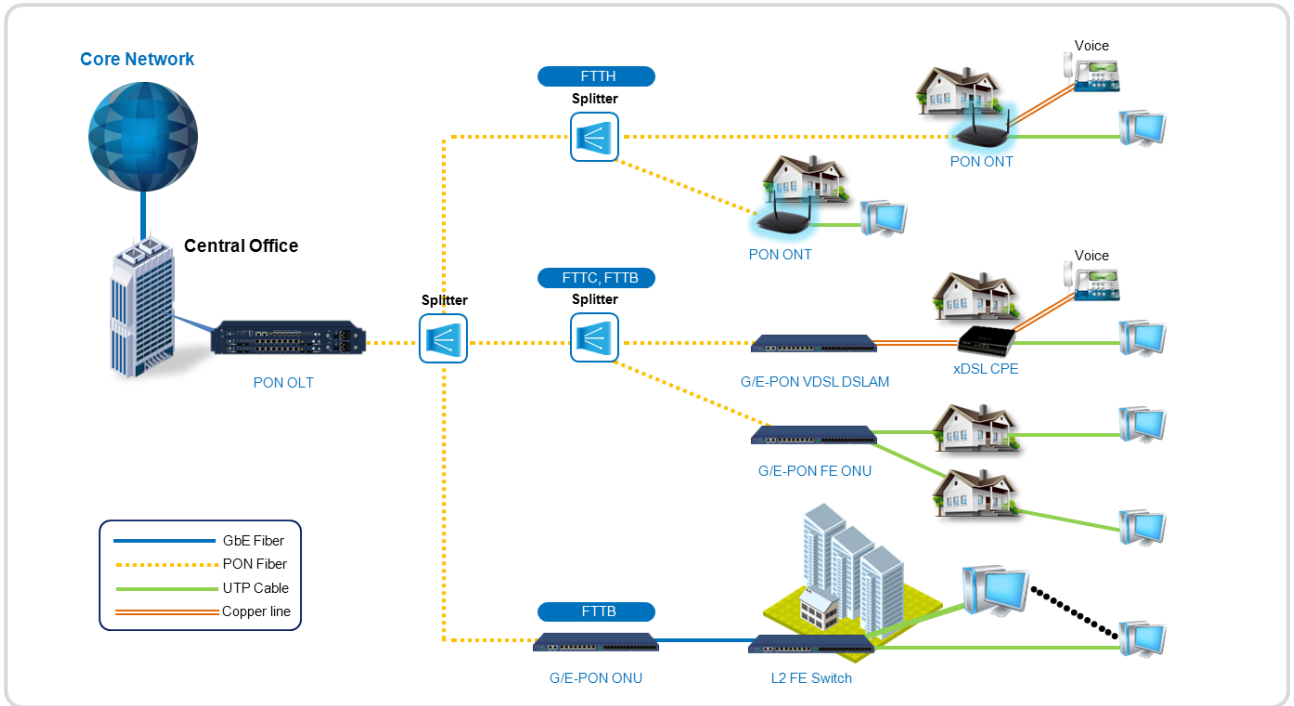 Core Network
Central Office
PON OLT
Splitter
FTTH
Splitter
PON ONT
Voice
PON ONT
FTTC, FTTB
Splitter
G/E-PON VDSL DSLAM
Voice
xDSL CPE
G/E-PON FE ONU
FTTB
G/E-PON ONU
L2 FE Switch
GbE Fiber
PON Fiber
UTP Cable
Copper line